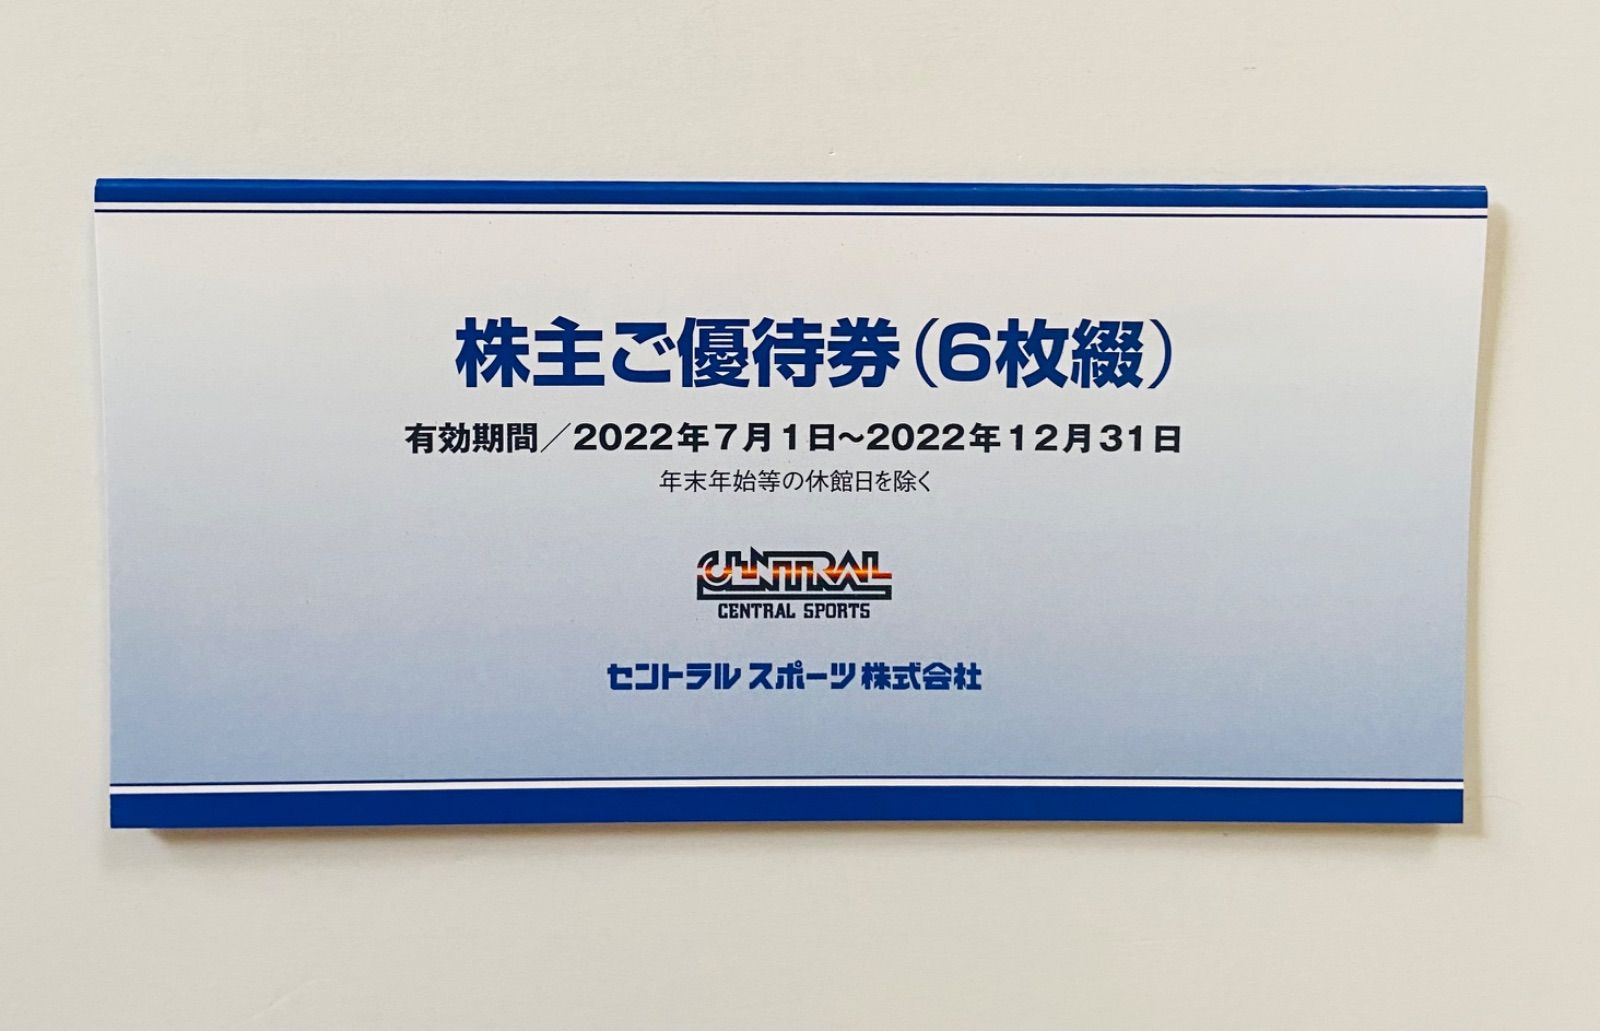 株主ご優待券(6枚綴)
有効期間／2022年7月1日～2022年12月31日
年末年始等の休館日を除く
CENTRAL
CENTRAL SPORTS
セントラルスポーツ株式会社